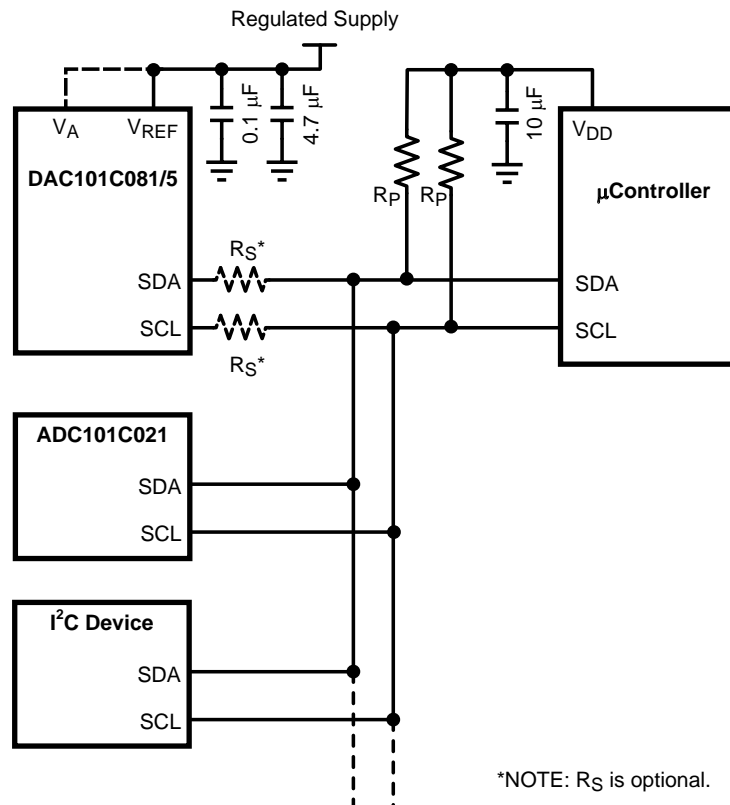 Regulated Supply
VA
VREF
0.1 µF
4.7 µF
10 µF
VDD
DAC101C081/5
RP
RP
µController
RS*
SDA
SDA
SCL
SCL
RS*
ADC101C021
SDA
SCL
I²C Device
SDA
SCL
*NOTE: RS is optional.